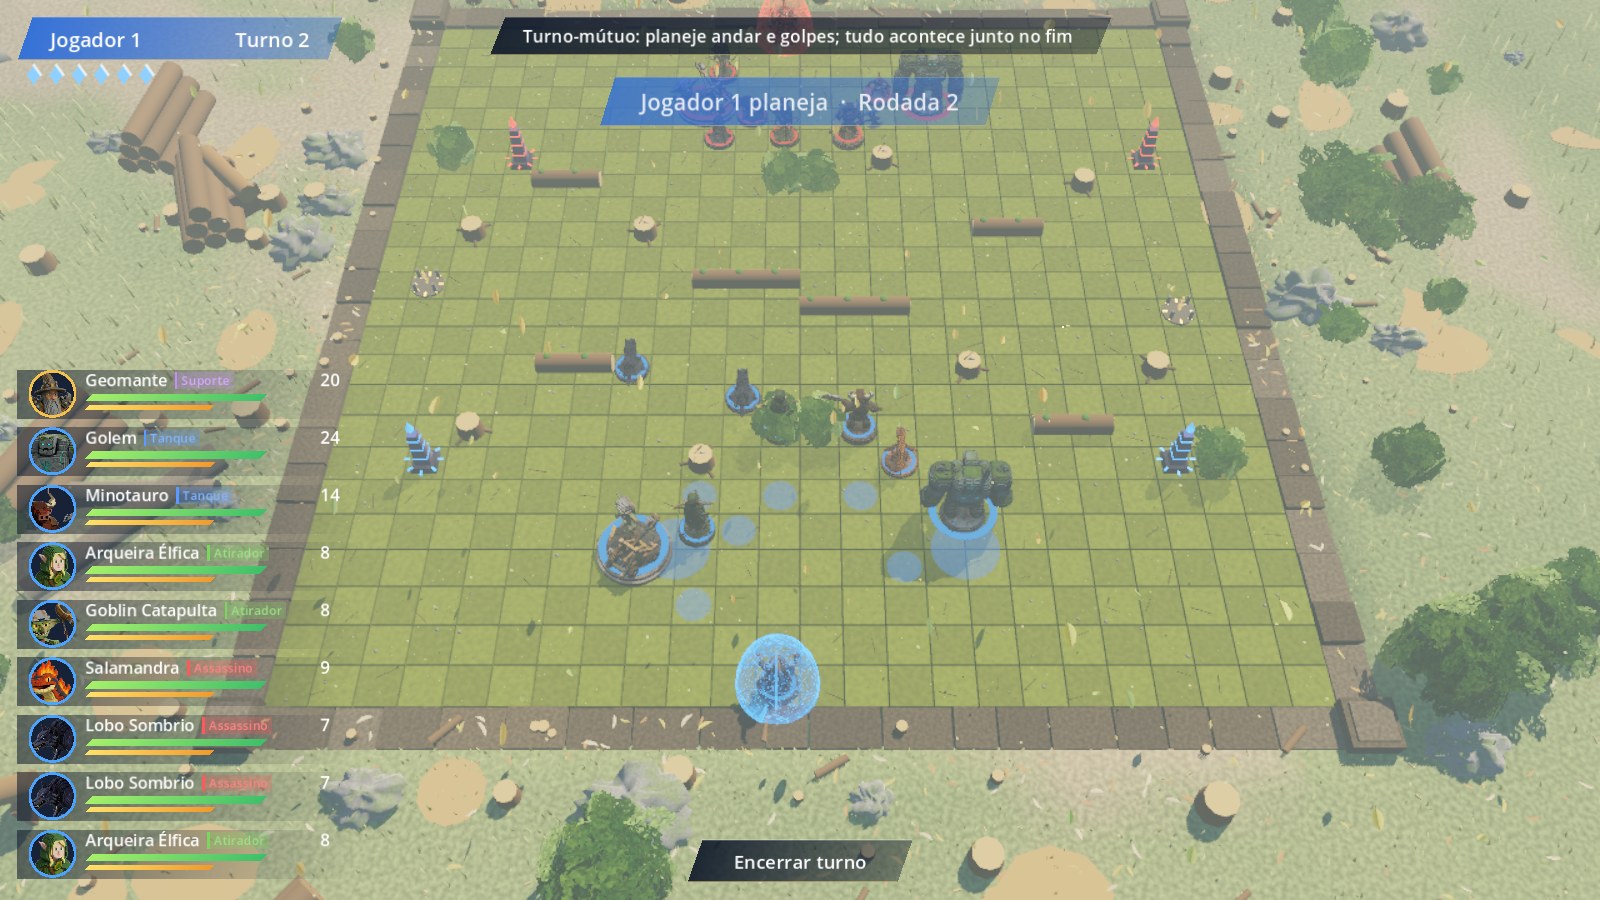 Jogador 1 Turno 2
Turno-mútuo: planeje andar e golpes; tudo acontece junto no fim
Jogador 1 planeja · Rodada 2
Geomante Suporte 20
Golem Tanque 24
Minotauro Tanque 14
Arqueira Élfica Atirador 8
Goblin Catapulta Atirador 8
Salamandra Assassino 9
Lobo Sombrio Assassino 7
Lobo Sombrio Assassino 7
Arqueira Élfica Atirador 8
Encerrar turno